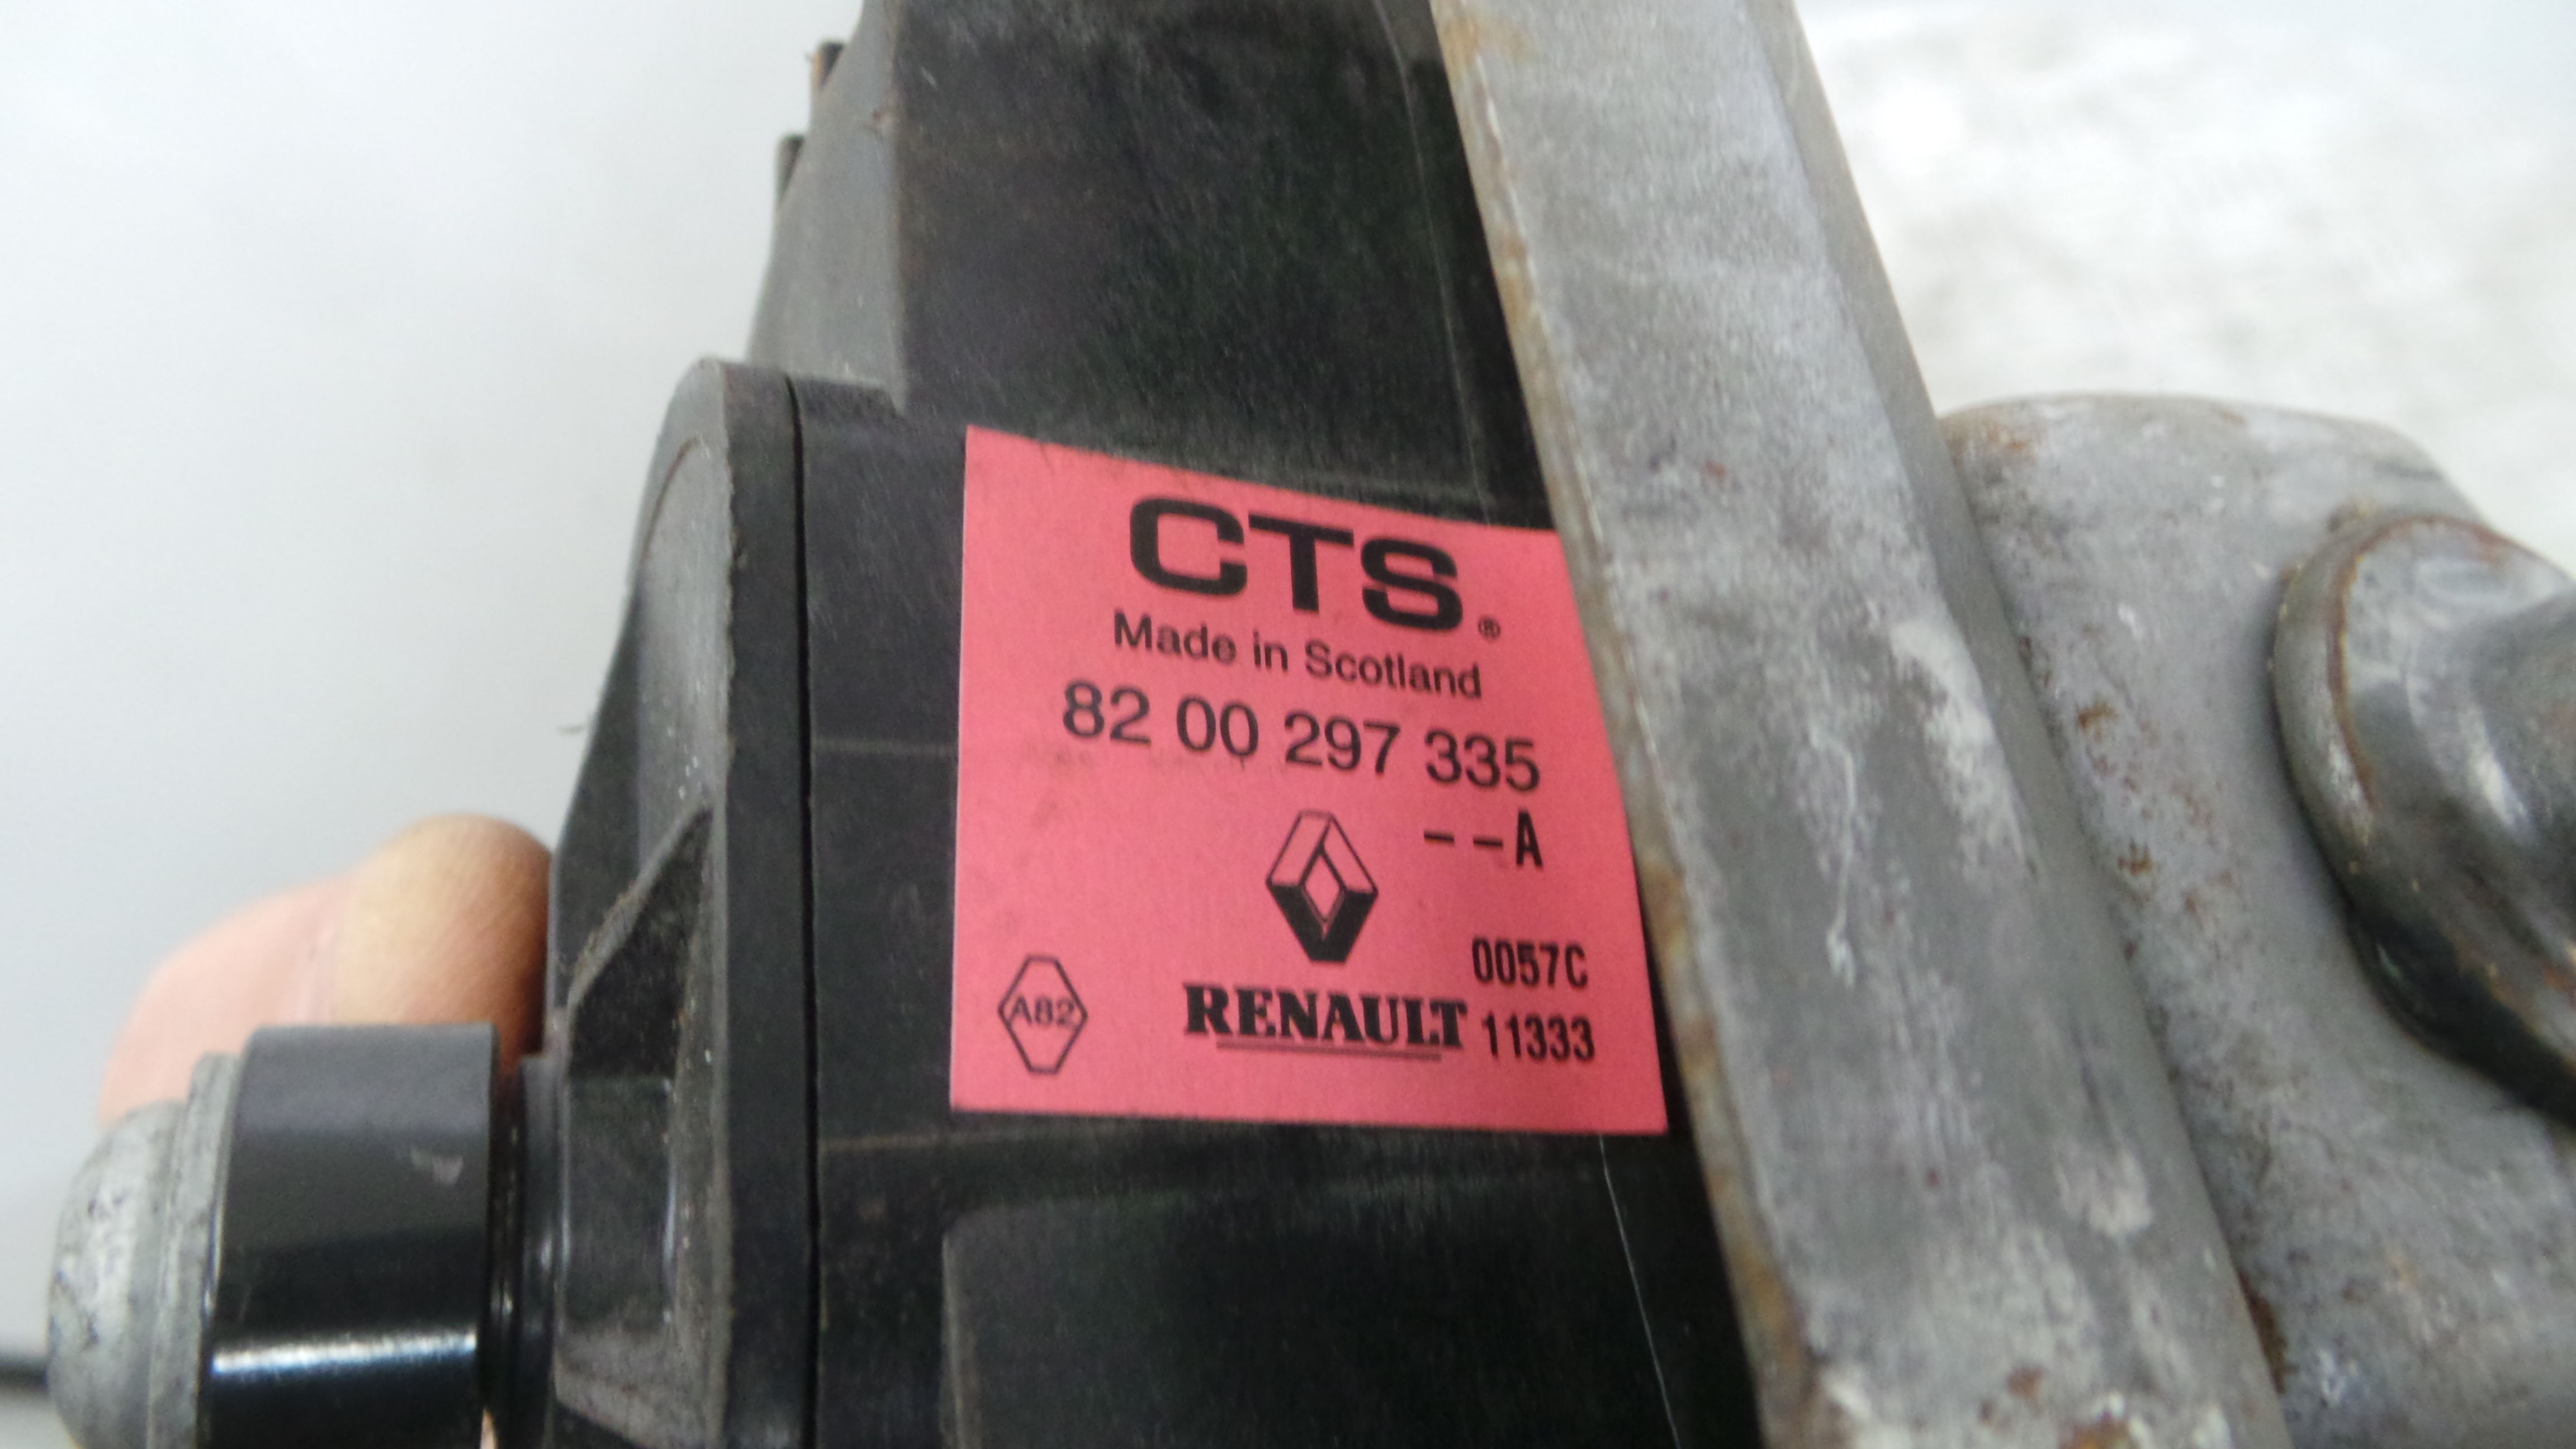 CTS®
Made in Scotland
82 00 297 335
--A
0057C
A82 RENAULT 11333